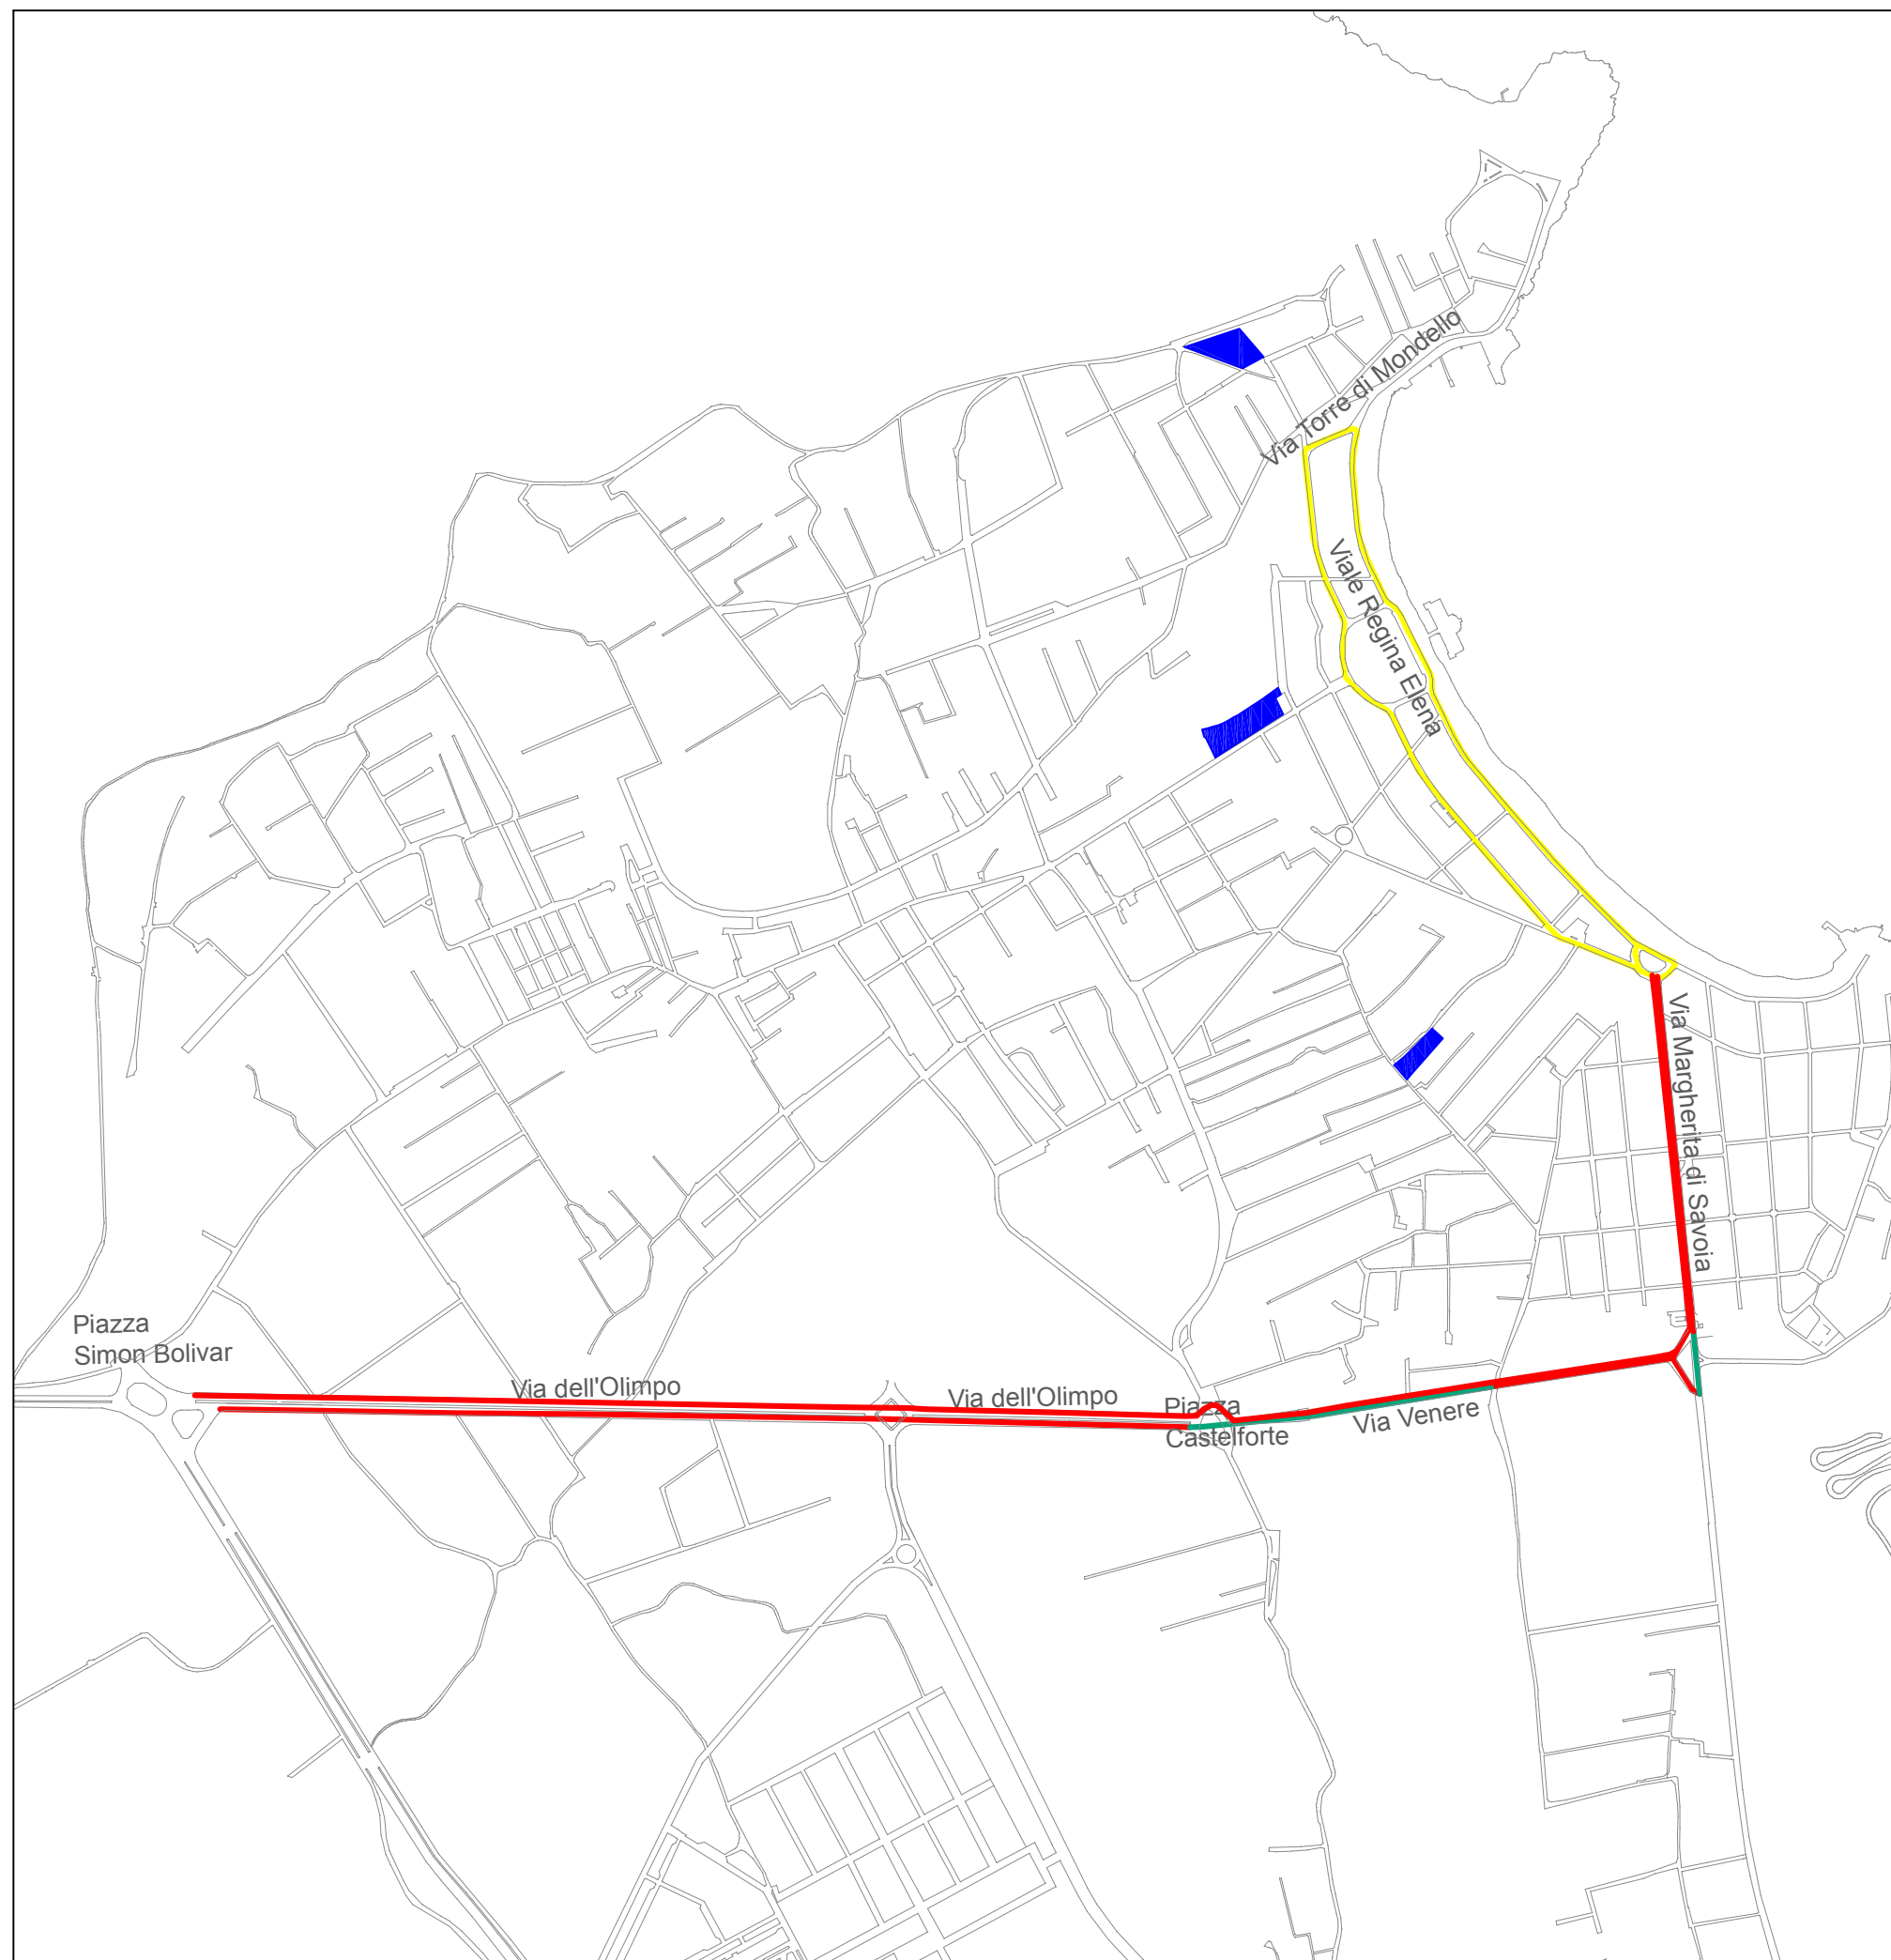 Via Torre di Mondello
Viale Regina Elena
Via Margherita di Savoia
Piazza
Simon Bolivar
Via dell'Olimpo
Via dell'Olimpo
Piazza
Castelforte
Via Venere